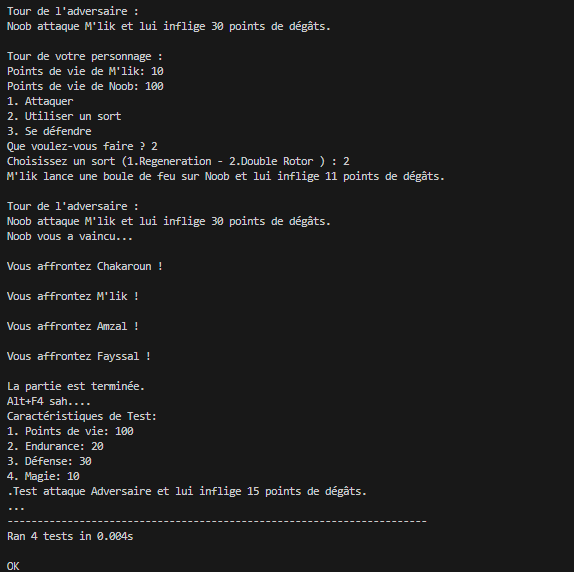 Tour de l'adversaire :
Noob attaque M'lik et lui inflige 30 points de dégâts.
Tour de votre personnage :
Points de vie de M'lik: 10
Points de vie de Noob: 100
1. Attaquer
2. Utiliser un sort
3. Se défendre
Que voulez-vous faire ? 2
Choisissez un sort (1.Regeneration - 2.Double Rotor ) : 2
M'lik lance une boule de feu sur Noob et lui inflige 11 points de dégâts.
Tour de l'adversaire :
Noob attaque M'lik et lui inflige 30 points de dégâts.
Noob vous a vaincu...
Vous affrontez Chakaroun !
Vous affrontez M'lik !
Vous affrontez Amzal !
Vous affrontez Fayssal !
La partie est terminée.
Alt+F4 sah....
Caractéristiques de Test:
1. Points de vie: 100
2. Endurance: 20
3. Défense: 30
4. Magie: 10
.Test attaque Adversaire et lui inflige 15 points de dégâts.
...
----------------------------------------------------------------------
Ran 4 tests in 0.004s
OK